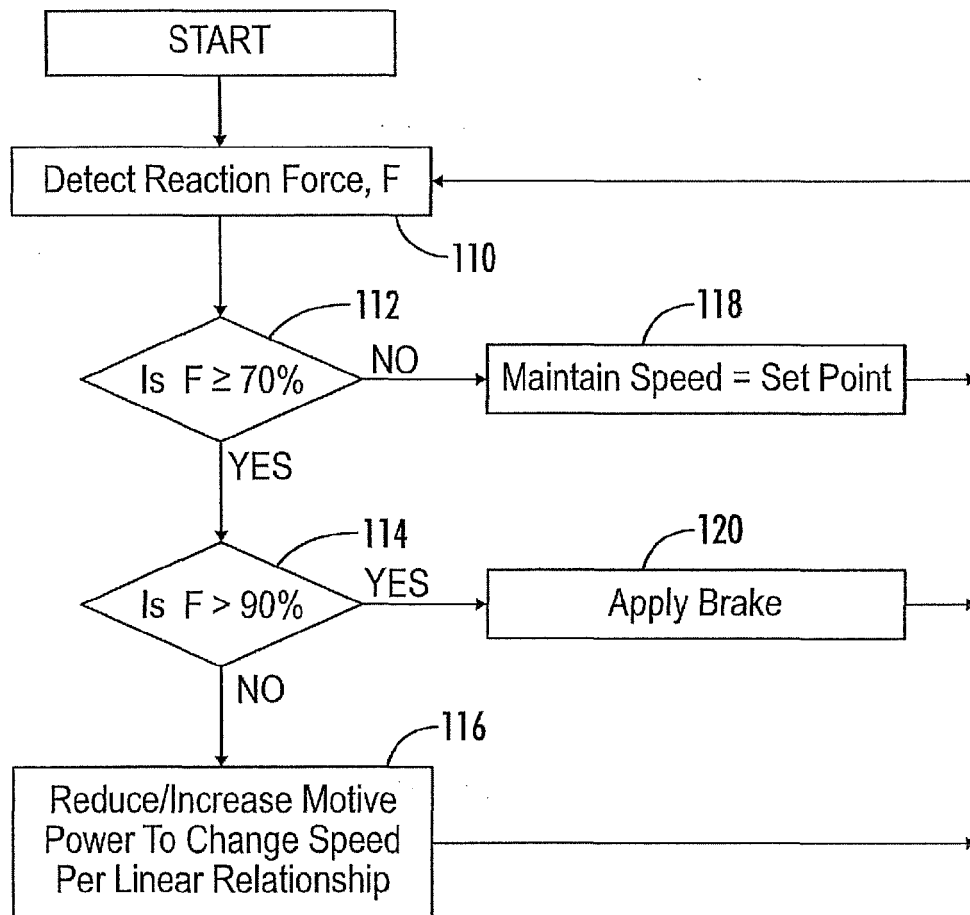 START
Detect Reaction Force, F
110
112
Is F ≥ 70%
NO
118
Maintain Speed = Set Point
YES
114
Is F > 90%
YES
120
Apply Brake
NO
116
Reduce/Increase Motive
Power To Change Speed
Per Linear Relationship